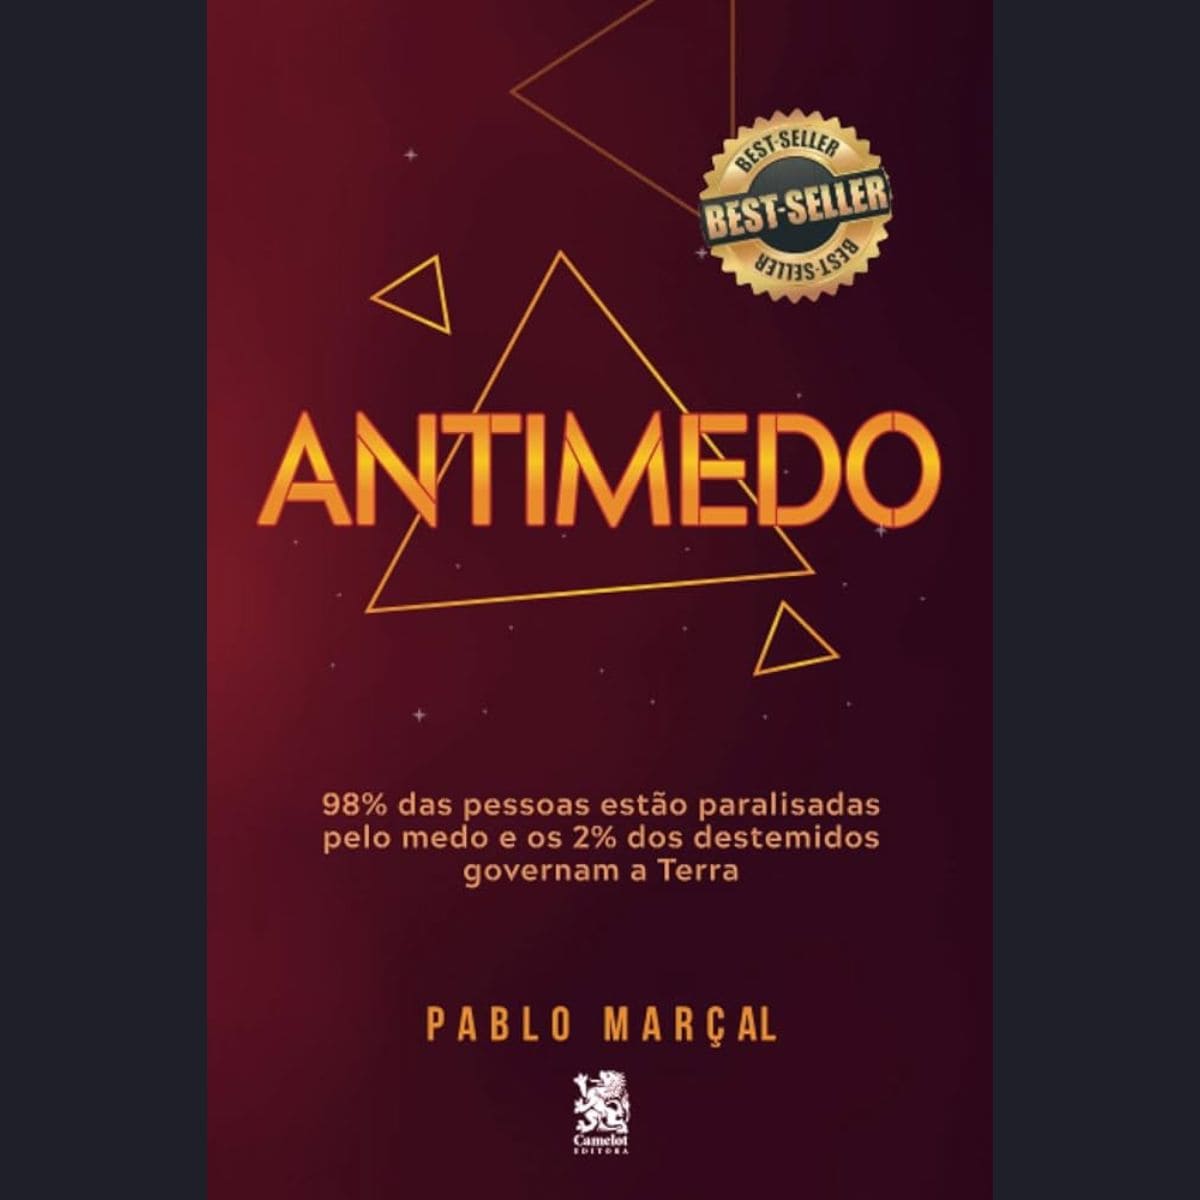 BEST-SELLER
BEST-SELLER
BEST-SELLER
ANTIMEDO
98% das pessoas estão paralisadas
pelo medo e os 2% dos destemidos
governam a Terra
PABLO MARÇAL
Camelot
EDITORA